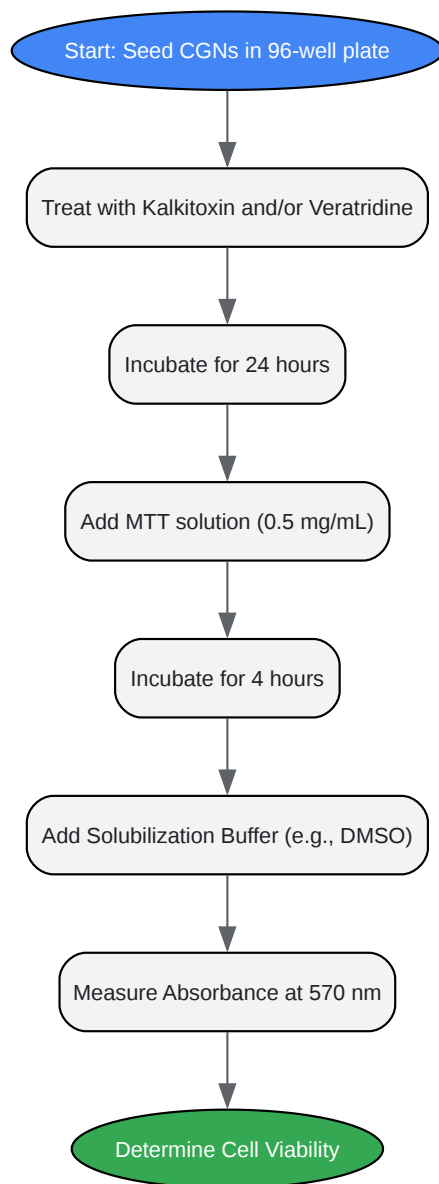 Start: Seed CGNs in 96-well plate
Treat with Kalkitoxin and/or Veratridine
Incubate for 24 hours
Add MTT solution (0.5 mg/mL)
Incubate for 4 hours
Add Solubilization Buffer (e.g., DMSO)
Measure Absorbance at 570 nm
Determine Cell Viability